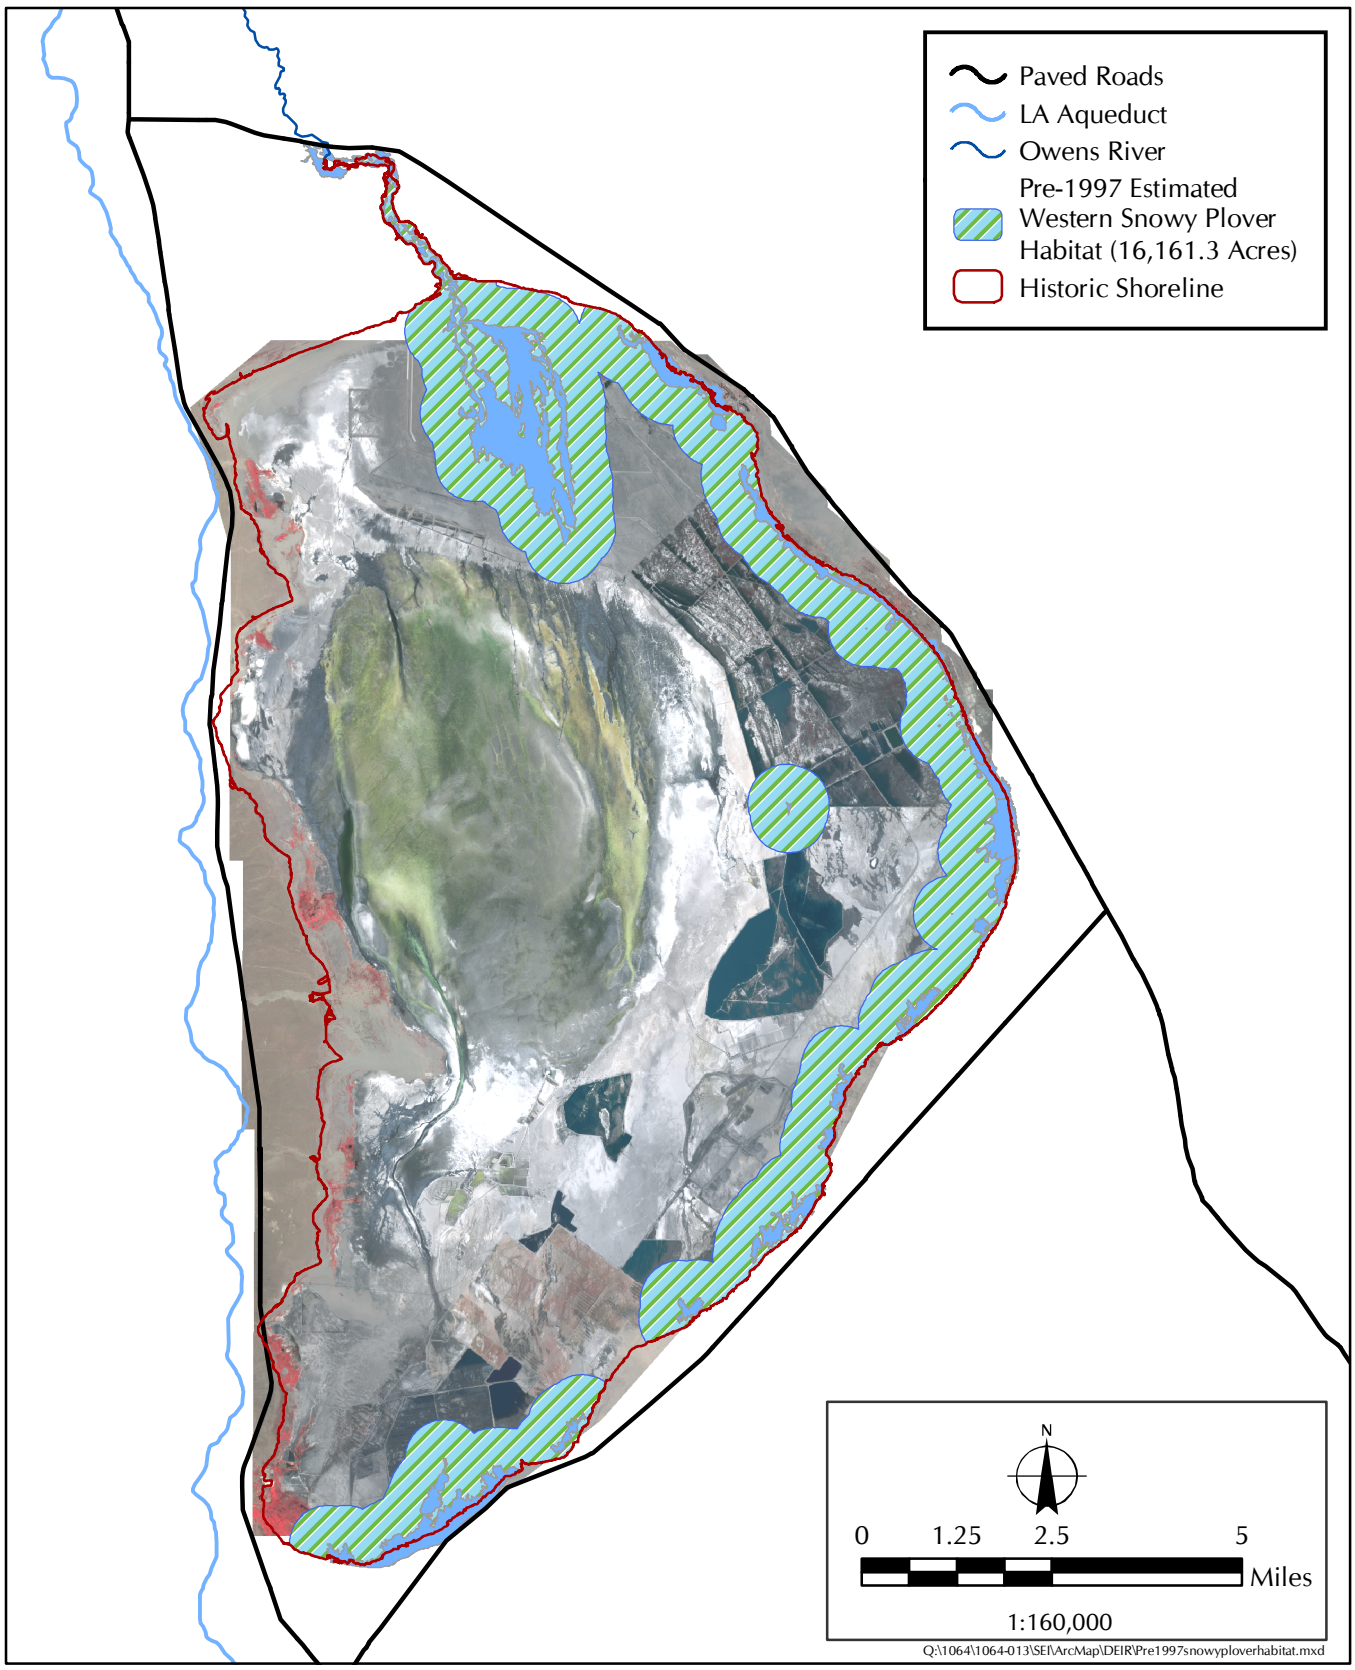 Paved Roads
LA Aqueduct
Owens River
Pre-1997 Estimated
Western Snowy Plover
Habitat (16,161.3 Acres)
Historic Shoreline
N
0 1.25 2.5 5
Miles
1:160,000
Q:\1064\1064-013\SEI\ArcMap\DEIR\Pre1997snowyploverhabitat.mxd